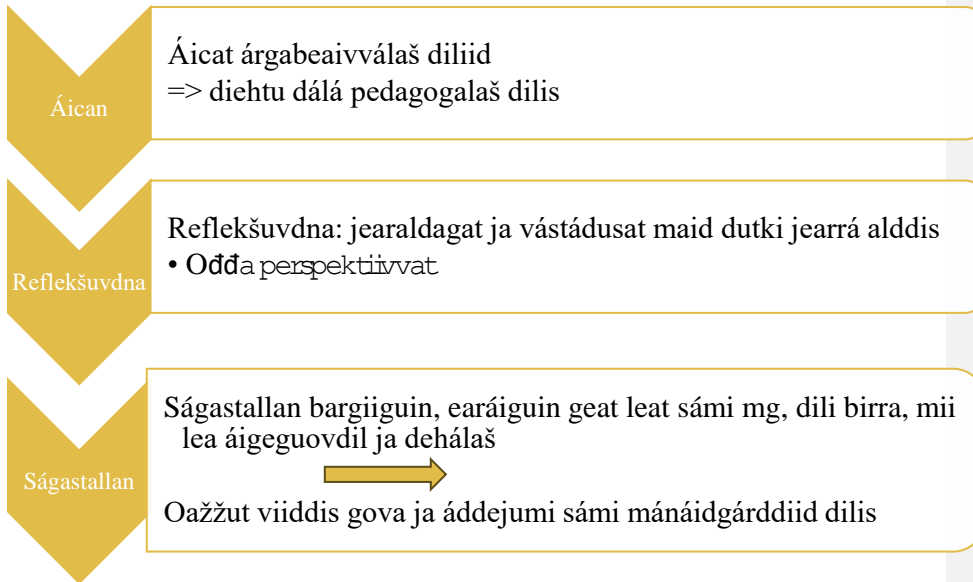 Áican
Áicat árgabeaivválaš diliid
=> diehtu dálá pedagogalaš dilis
Reflekšuvdna
Reflekšuvdna: jearaldagat ja vástádusat maid dutki jearrá alddis
• Ođđa perspektiivvat
Ságastallan
Ságastallan bargiiguin, earáiguin geat leat sámi mg, dili birra, mii
lea áigeguovdil ja dehálaš
Oažžut viiddis gova ja áddejumi sámi mánáidgárddiid dilis